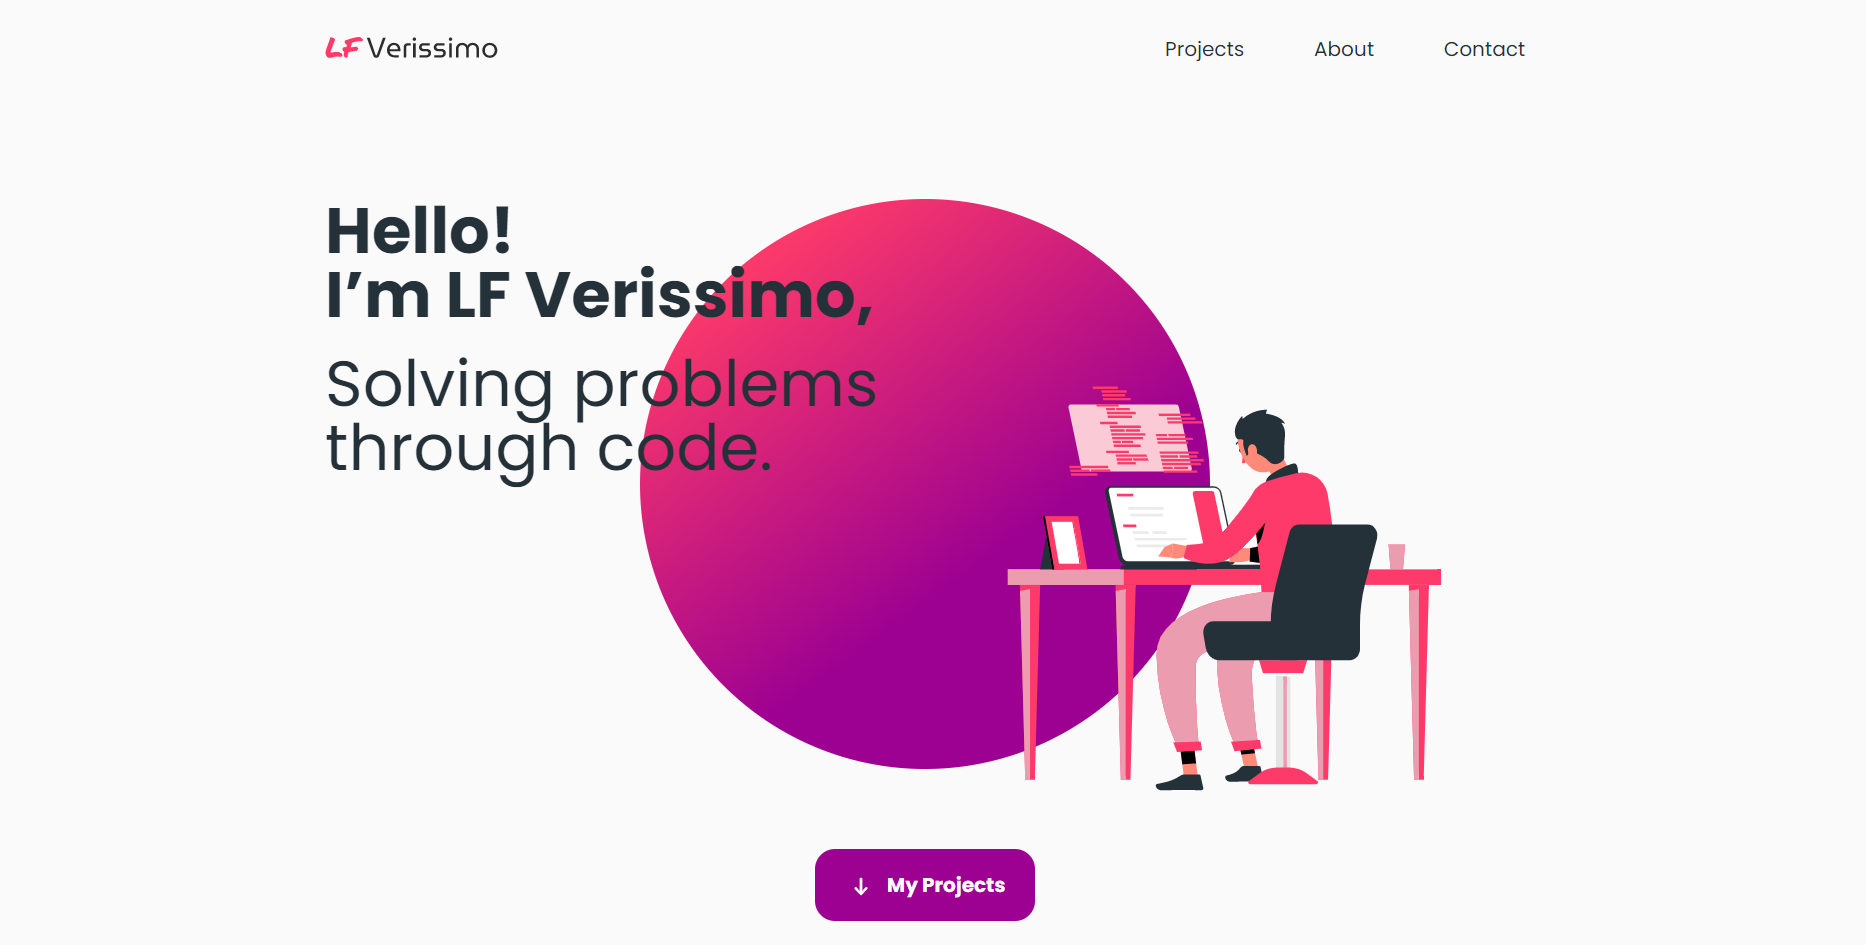 LF Verissimo
Projects
About
Contact
Hello!
I’m LF Verissimo,
Solving problems
through code.
My Projects